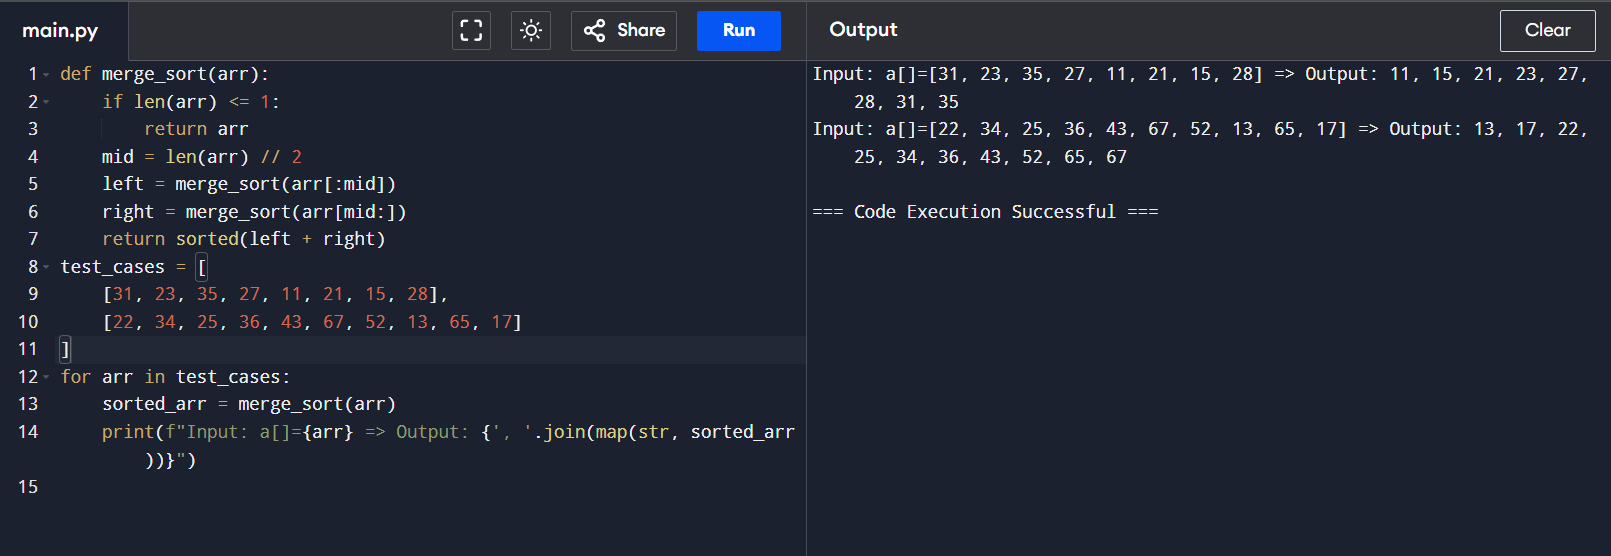 main.py
Share
Run
Output
Clear
1 def merge_sort(arr):
2     if len(arr) <= 1:
3         return arr
4     mid = len(arr) // 2
5     left = merge_sort(arr[:mid])
6     right = merge_sort(arr[mid:])
7     return sorted(left + right)
8 test_cases = [
9     [31, 23, 35, 27, 11, 21, 15, 28],
10     [22, 34, 25, 36, 43, 67, 52, 13, 65, 17]
11 ]
12 for arr in test_cases:
13     sorted_arr = merge_sort(arr)
14     print(f"Input: a[]={arr} => Output: {', '.join(map(str, sorted_arr
))}")
15
Input: a[]=[31, 23, 35, 27, 11, 21, 15, 28] => Output: 11, 15, 21, 23, 27,
28, 31, 35
Input: a[]=[22, 34, 25, 36, 43, 67, 52, 13, 65, 17] => Output: 13, 17, 22,
25, 34, 36, 43, 52, 65, 67
=== Code Execution Successful ===